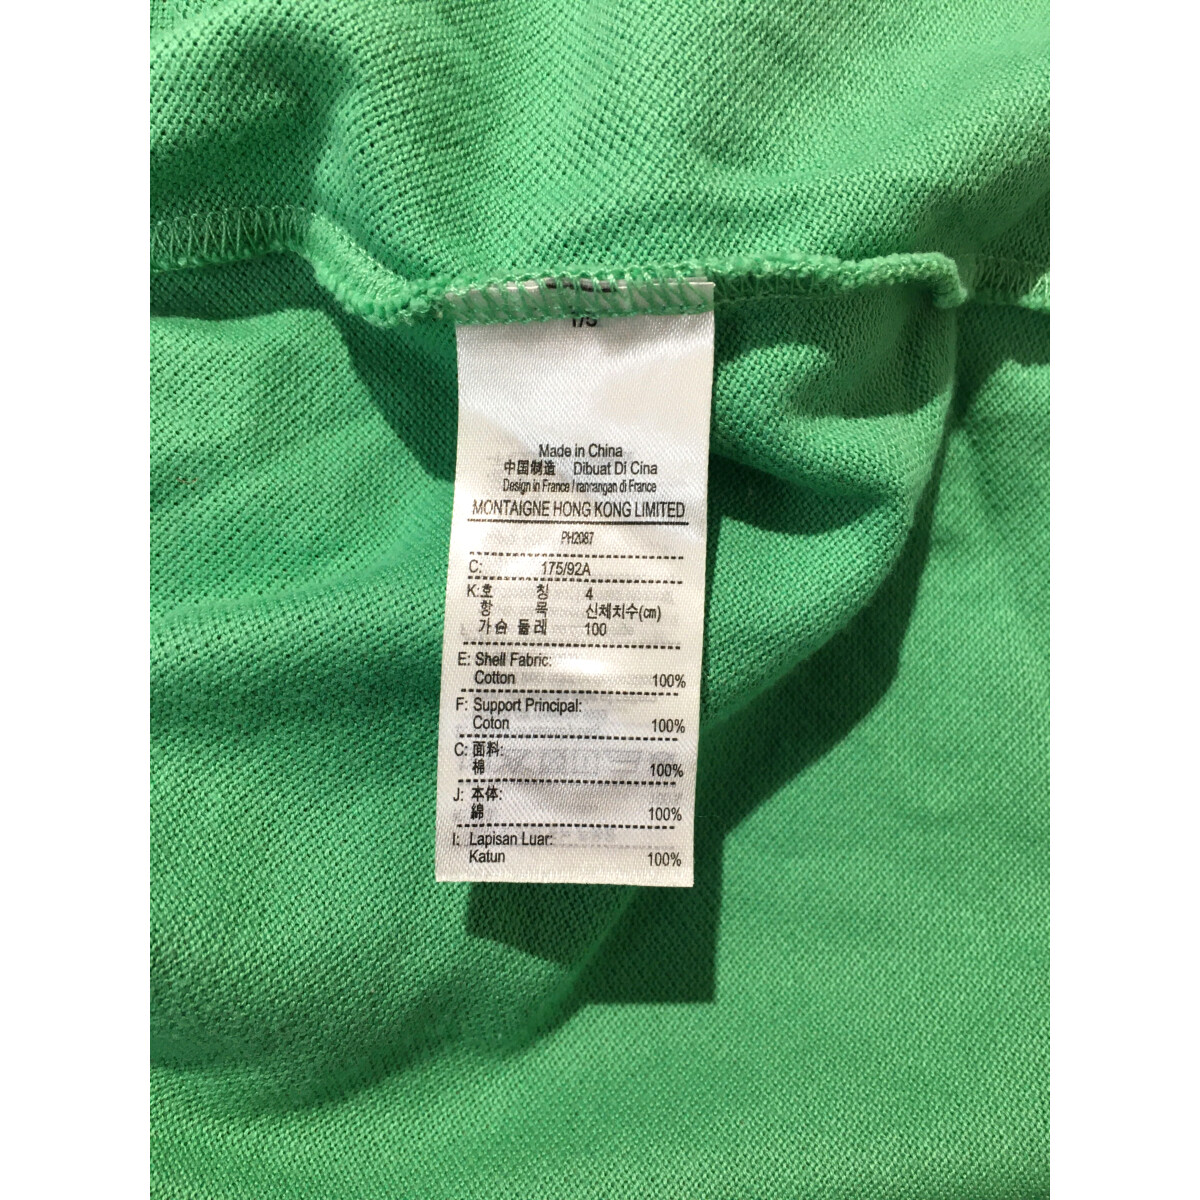 1/3
Made in China
中国制造 Dibuat Di Cina
Design in France / ranrangan di France
MONTAIGNE HONG KONG LIMITED
PH2087
C: 175/92A
K:호 칭 4
항 목 신체치수(cm)
가슴 둘레 100
E: Shell Fabric:
Cotton 100%
F: Support Principal:
Coton 100%
C: 面料:
棉 100%
J: 本体:
綿 100%
I: Lapisan Luar:
Katun 100%